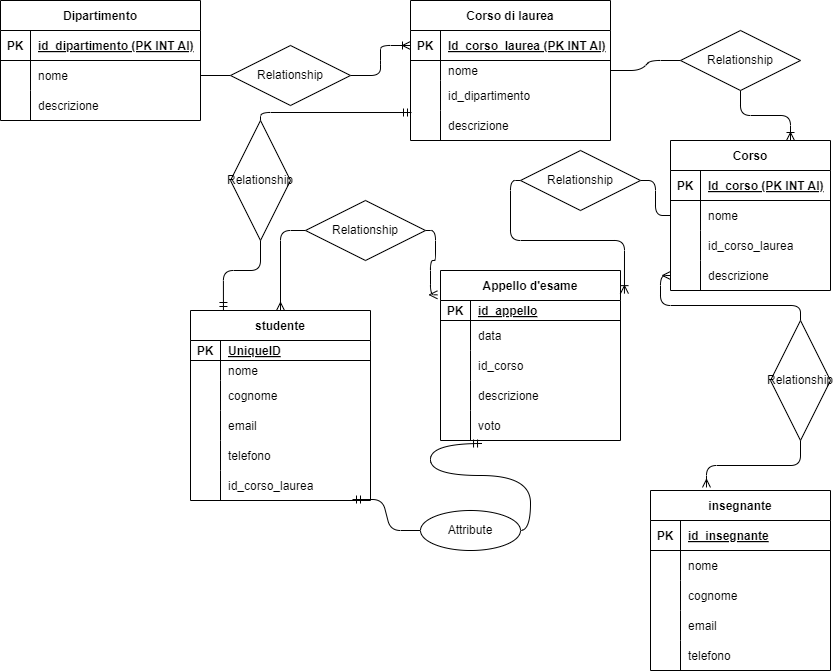 Dipartimento
PK id_dipartimento (PK INT AI)
nome
descrizione
Relationship
Corso di laurea
PK Id_corso_laurea (PK INT AI)
nome
id_dipartimento
descrizione
Relationship
Relationship
Corso
PK Id_corso (PK INT AI)
nome
id_corso_laurea
descrizione
Relationship
Relationship
Appello d'esame
PK id_appello
data
id_corso
descrizione
voto
studente
PK UniqueID
nome
cognome
email
telefono
id_corso_laurea
Relationship
Attribute
insegnante
PK id_insegnante
nome
cognome
email
telefono